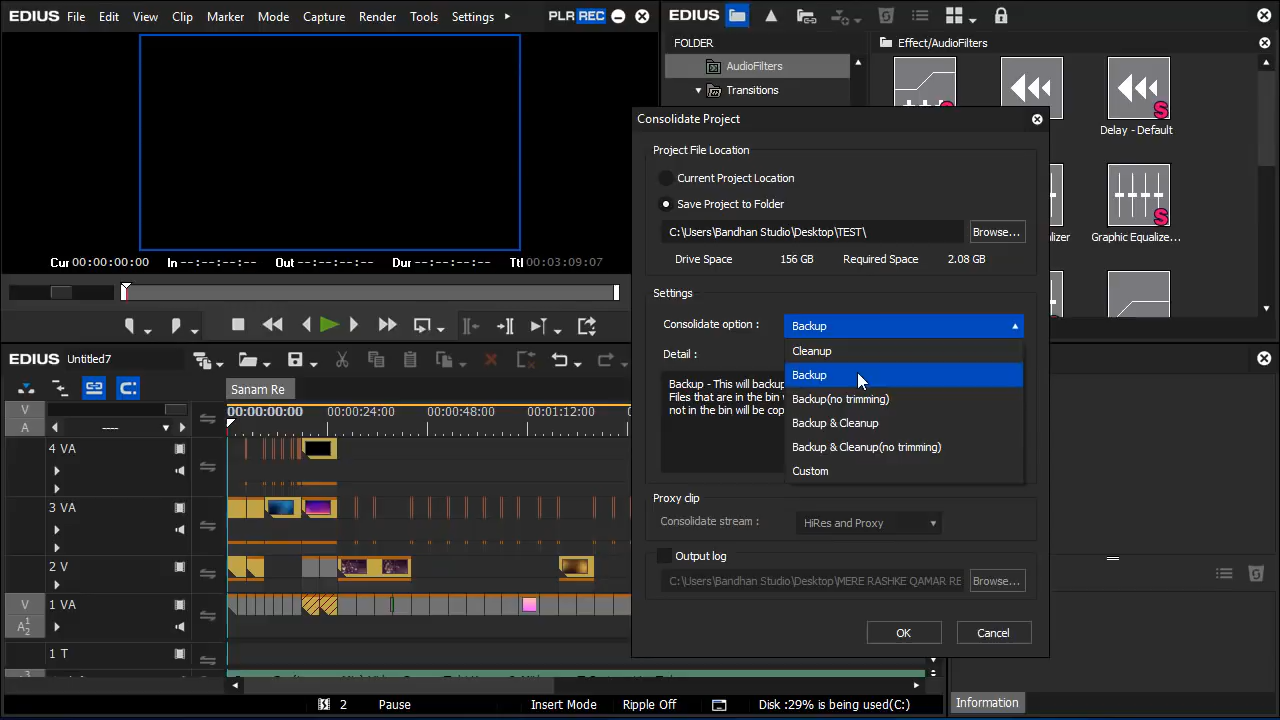 EDIUS File Edit View Clip Marker Mode Capture Render Tools Settings PLR REC
Cur 00:00:00:00 In --:--:--:-- Out --:--:--:-- Dur --:--:--:-- Ttl 00:03:09:07
EDIUS
FOLDER
AudioFilters
Transitions
Effect/AudioFilters
S
S
Delay - Default
S
Graphic Equalize...
Consolidate Project
Project File Location
Current Project Location
Save Project to Folder
C:\Users\Bandhan Studio\Desktop\TEST\ Browse...
Drive Space 156 GB Required Space 2.08 GB
Settings
Consolidate option : Backup
Cleanup
Backup
Backup(no trimming)
Backup & Cleanup
Backup & Cleanup(no trimming)
Custom
Detail :
Backup - This will backup
Files that are in the bin
not in the bin will be cop
Proxy clip
Consolidate stream : HiRes and Proxy
Output log
C:\Users\Bandhan Studio\Desktop\MERE RASHKE QAMAR RE Browse...
OK Cancel
EDIUS Untitled7
Sanam Re
V
A
----
00:00:00:00 00:00:24:00 00:00:48:00 00:01:12:00
4 VA
3 VA
2 V
V
A 1 2
1 VA
1 T
2 Pause Insert Mode Ripple Off Disk :29% is being used(C:)
Information